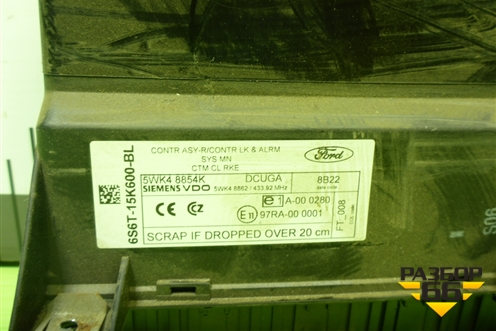 CONTR ASY-R/CONTR LK & ALRM
SYS MN
CTM CL RKE
Ford
5WK4 8854K DCUGA 8B22
SIEMENS VDO 5WK4 8862 / 433.92 MHz
6S6T-15K600-BL
e1 A-00 0280
E11 97RA-00 0001
FT_008
CE
SCRAP IF DROPPED OVER 20 cm
РАЗБОР
66